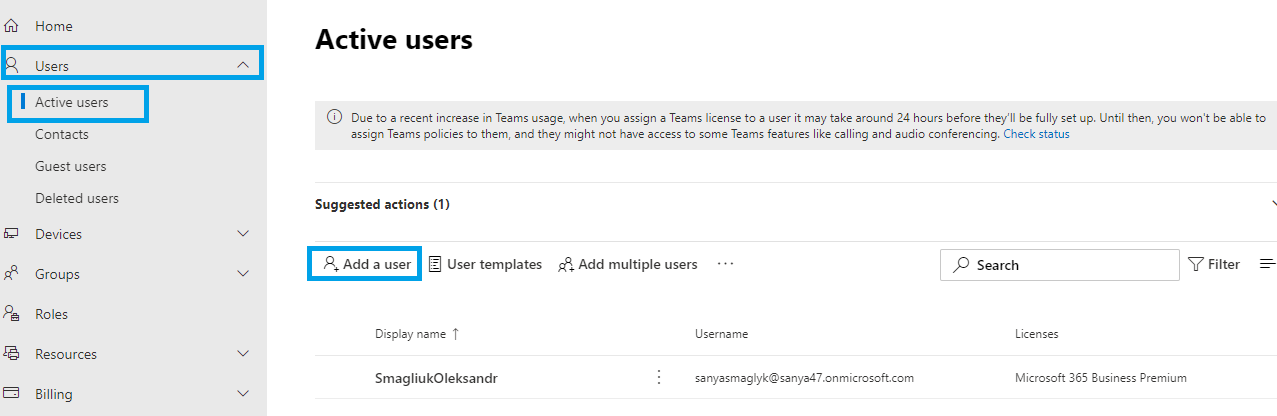 Home
Users
Active users
Contacts
Guest users
Deleted users
Devices
Groups
Roles
Resources
Billing
Active users
Due to a recent increase in Teams usage, when you assign a Teams license to a user it may take around 24 hours before they'll be fully set up. Until then, you won't be able to
assign Teams policies to them, and they might not have access to some Teams features like calling and audio conferencing. Check status
Suggested actions (1)
Add a user User templates Add multiple users ··· Search Filter
Display name ↑ Username Licenses
SmagliukOleksandr sanyasmaglyk@sanya47.onmicrosoft.com Microsoft 365 Business Premium